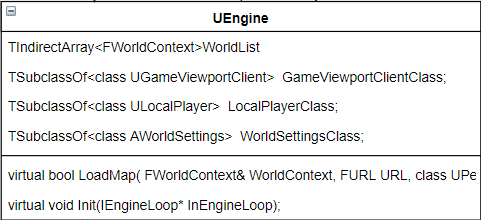 UEngine
TIndirectArray<FWorldContext>WorldList
TSubclassOf<class UGameViewportClient>  GameViewportClientClass;
TSubclassOf<class ULocalPlayer>  LocalPlayerClass;
TSubclassOf<class AWorldSettings>  WorldSettingsClass;
virtual bool LoadMap( FWorldContext& WorldContext, FURL URL, class UPe
virtual void Init(IEngineLoop* InEngineLoop);